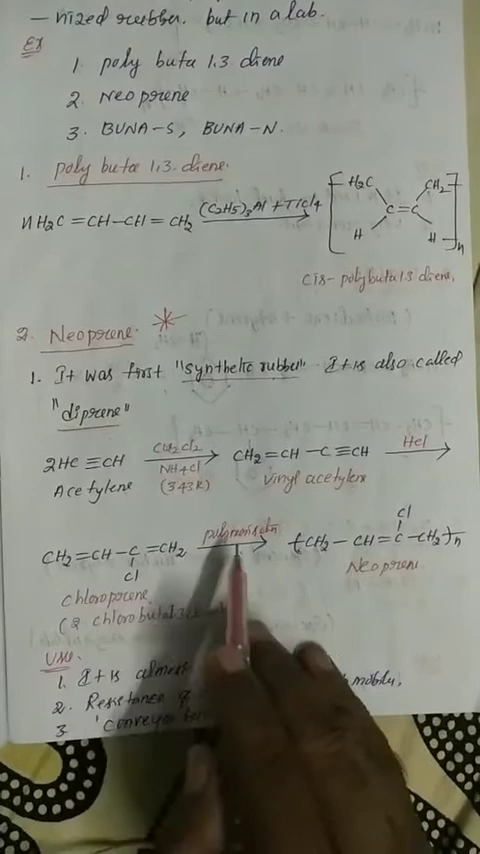 - nized rubber. but in a lab.
Ex
1. poly buta 1.3 diene
2. Neoprene
3. BUNA-S, BUNA-N.
1. poly buta 1,3-diene.
nH2C=CH-CH=CH2 (C2H5)3Al+TiCl4
H2C CH2
C=C
H H n
cis-polybuta 1.3 diene.
2. Neoprene.
1. It was first "synthetic rubber" It is also called
"diprene"
2HC≡CH Cu2Cl2 NH4Cl (343K) CH2=CH-C≡CH HCl
Acetylene Vinyl acetylene
CH2=CH-C=CH2 (CH2-CH=C-CH2)n
Cl Cl
chloroprene Neopren
(2 chlorobuta
Use
1. It is almost
2. Resistance
3 'conveyor